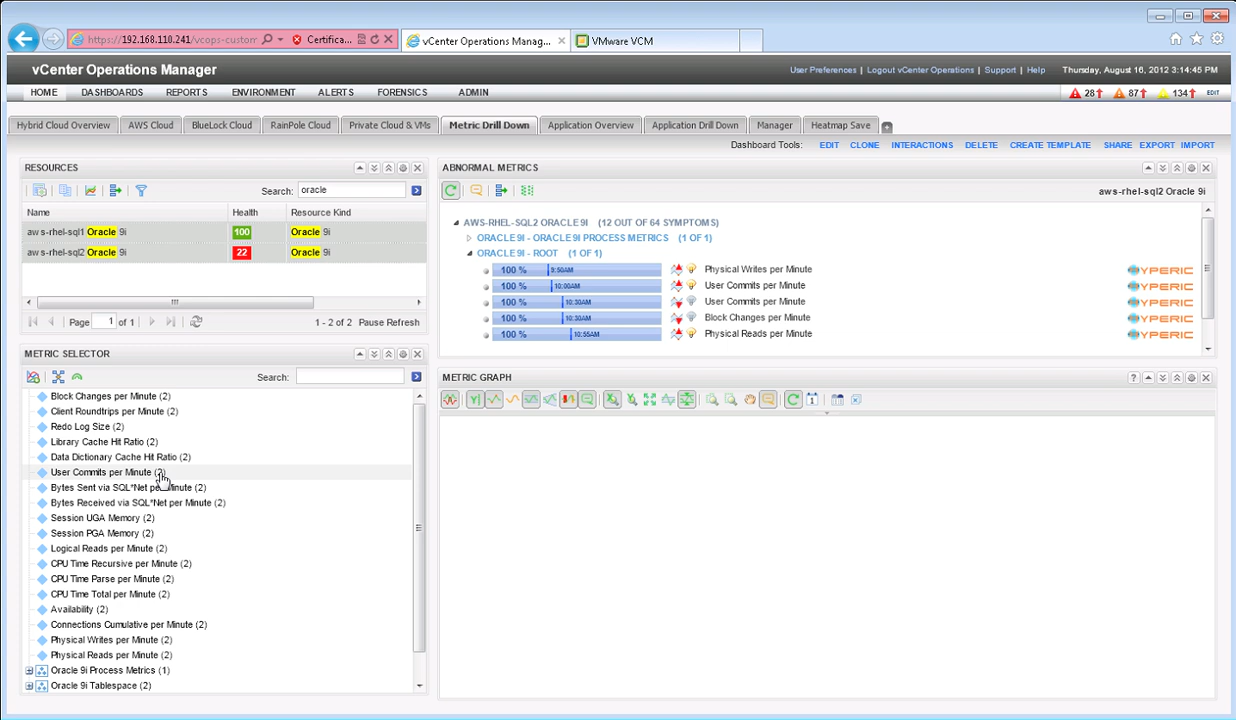 https://192.168.110.241/vcops-custom
Certifica...
vCenter Operations Manag...
VMware VCM
vCenter Operations Manager
User Preferences | Logout vCenter Operations | Support | Help
Thursday, August 16, 2012 3:14:45 PM
HOME DASHBOARDS REPORTS ENVIRONMENT ALERTS FORENSICS ADMIN
28 87 134 EDIT
Hybrid Cloud Overview AWS Cloud BlueLock Cloud RainPole Cloud Private Cloud & VMs Metric Drill Down Application Overview Application Drill Down Manager Heatmap Save
Dashboard Tools: EDIT CLONE INTERACTIONS DELETE CREATE TEMPLATE SHARE EXPORT IMPORT
RESOURCES
Search: oracle
Name Health Resource Kind
aws-rhel-sql1 Oracle 9i 100 Oracle 9i
aws-rhel-sql2 Oracle 9i 22 Oracle 9i
Page 1 of 1 1 - 2 of 2 Pause Refresh
METRIC SELECTOR
Search:
Block Changes per Minute (2)
Client Roundtrips per Minute (2)
Redo Log Size (2)
Library Cache Hit Ratio (2)
Data Dictionary Cache Hit Ratio (2)
User Commits per Minute (2)
Bytes Sent via SQL*Net per Minute (2)
Bytes Received via SQL*Net per Minute (2)
Session UGA Memory (2)
Session PGA Memory (2)
Logical Reads per Minute (2)
CPU Time Recursive per Minute (2)
CPU Time Parse per Minute (2)
CPU Time Total per Minute (2)
Availability (2)
Connections Cumulative per Minute (2)
Physical Writes per Minute (2)
Physical Reads per Minute (2)
Oracle 9i Process Metrics (1)
Oracle 9i Tablespace (2)
ABNORMAL METRICS
aws-rhel-sql2 Oracle 9i
AWS-RHEL-SQL2 ORACLE 9I (12 OUT OF 64 SYMPTOMS)
ORACLE 9I - ORACLE 9I PROCESS METRICS (1 OF 1)
ORACLE 9I - ROOT (1 OF 1)
100 % 9:50AM Physical Writes per Minute HYPERIC
100 % 10:00AM User Commits per Minute HYPERIC
100 % 10:30AM User Commits per Minute HYPERIC
100 % 10:30AM Block Changes per Minute HYPERIC
100 % 10:55AM Physical Reads per Minute HYPERIC
METRIC GRAPH